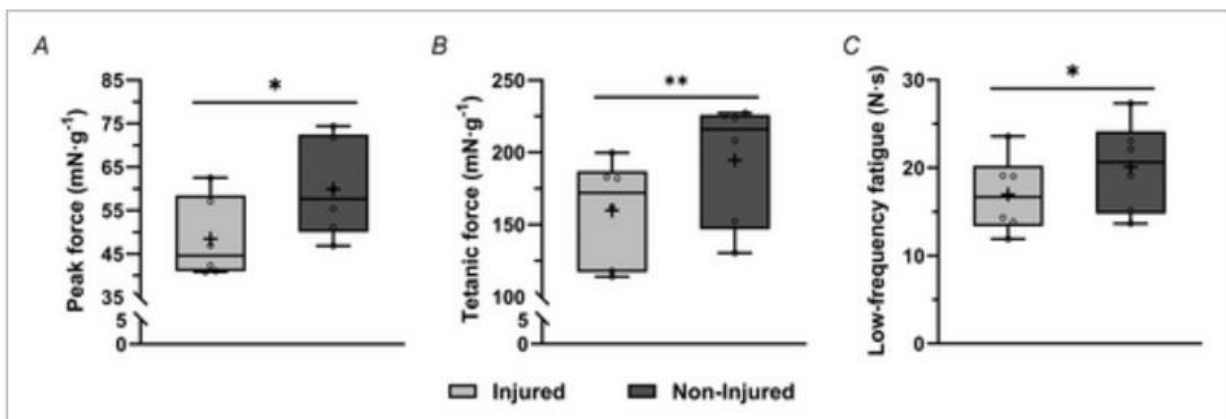 A
B
C
Peak force (mN·g-1)
85
75
65
55
45
35
5
0
*
Tetanic force (mN·g-1)
250
200
150
100
5
0
**
Low-frequency fatigue (N·s)
30
20
10
0
*
Injured
Non-Injured